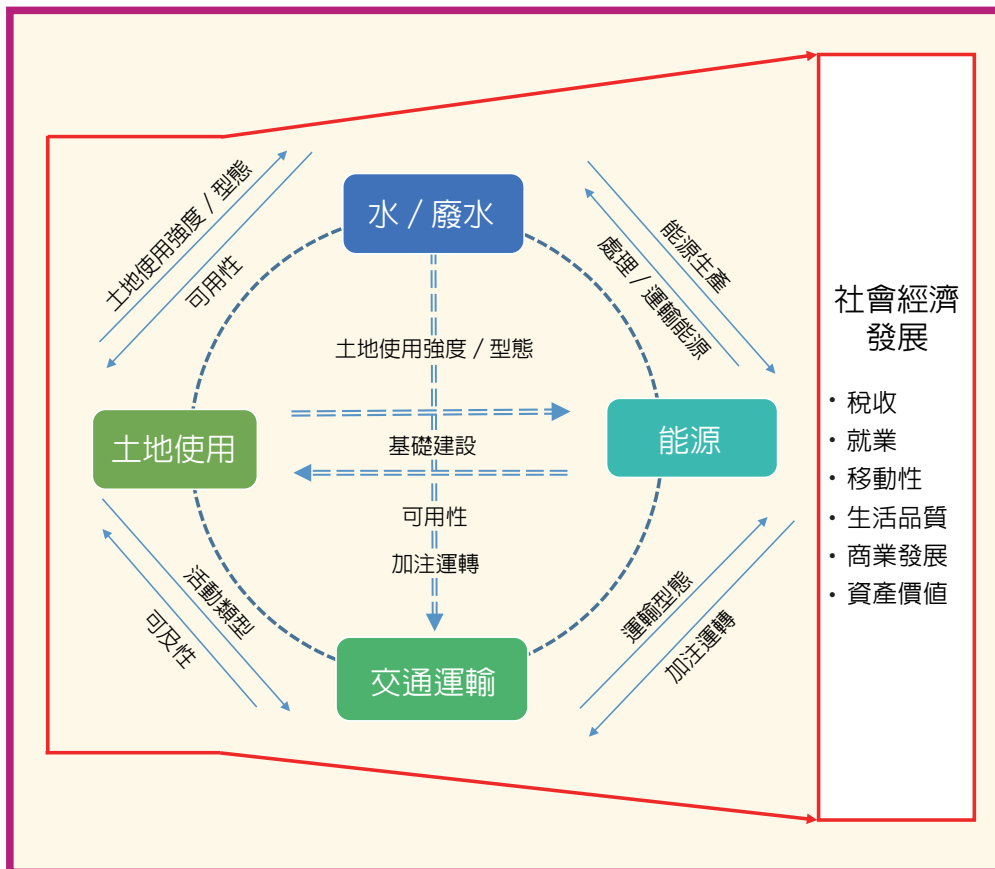 土地使用強度 / 型態
可用性
水 / 廢水
能源生產
處理 / 運輸能源
土地使用強度 / 型態
土地使用
基礎建設
能源
可用性
加注運轉
活動類型
可及性
交通運輸
運輸型態
加注運轉
社會經濟
發展
・稅收
・就業
・移動性
・生活品質
・商業發展
・資產價值